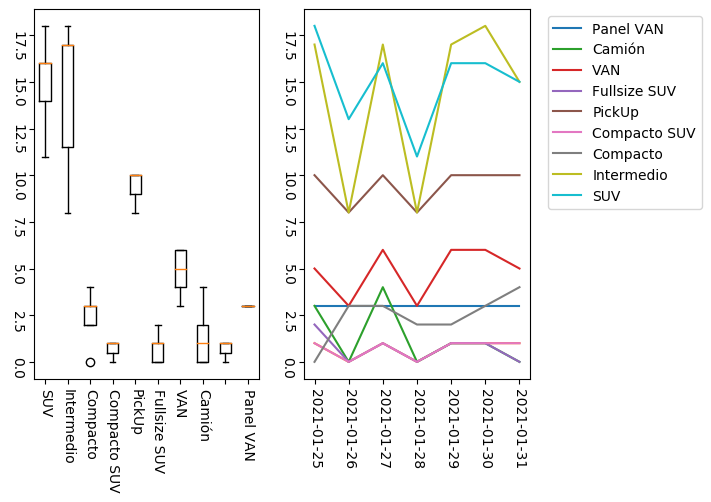 17.5
15.0
12.5
10.0
7.5
5.0
2.5
0.0
SUV
Intermedio
Compacto
Compacto SUV
PickUp
Fullsize SUV
VAN
Camión
Panel VAN
17.5
15.0
12.5
10.0
7.5
5.0
2.5
0.0
2021-01-25
2021-01-26
2021-01-27
2021-01-28
2021-01-29
2021-01-30
2021-01-31
Panel VAN
Camión
VAN
Fullsize SUV
PickUp
Compacto SUV
Compacto
Intermedio
SUV